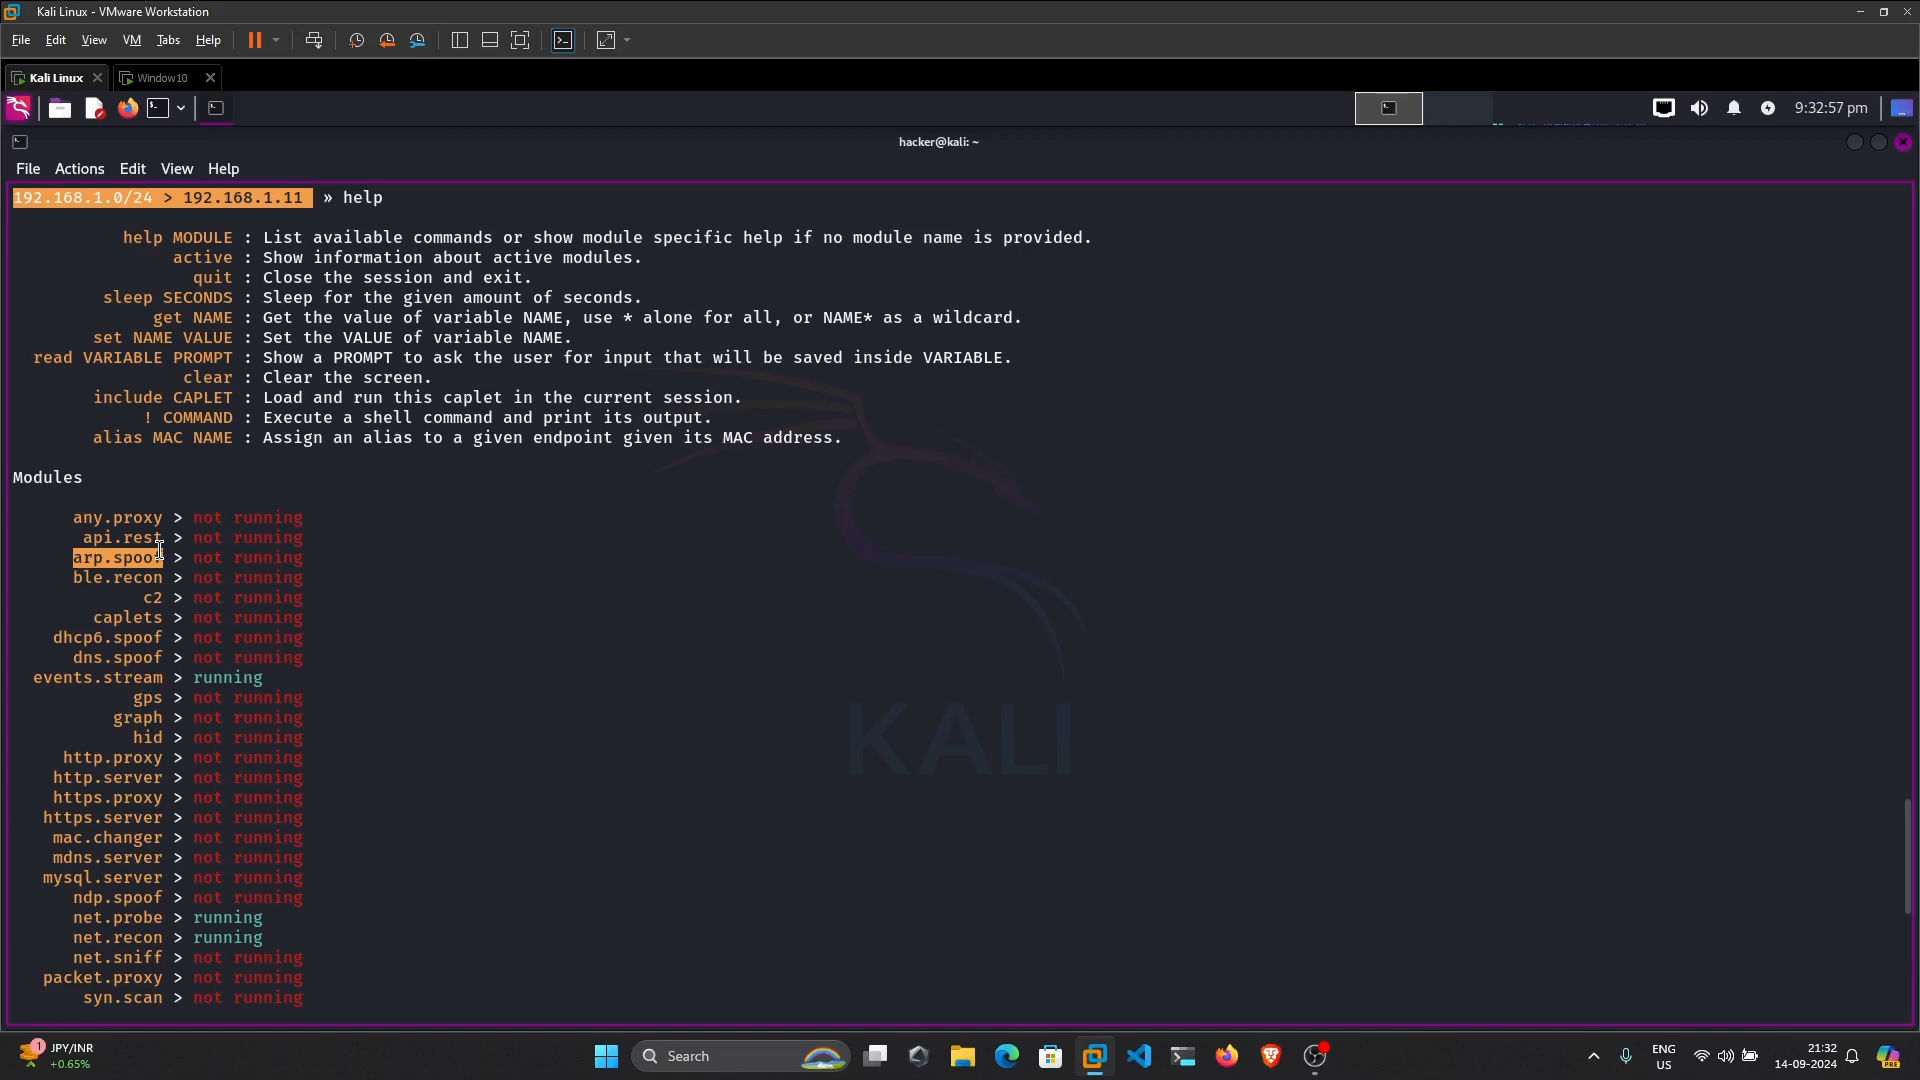 Kali Linux - VMware Workstation
File Edit View VM Tabs Help
Kali Linux Window10
9:32:57 pm
hacker@kali: ~
File Actions Edit View Help
192.168.1.0/24 > 192.168.1.11 » help
help MODULE : List available commands or show module specific help if no module name is provided.
active : Show information about active modules.
quit : Close the session and exit.
sleep SECONDS : Sleep for the given amount of seconds.
get NAME : Get the value of variable NAME, use * alone for all, or NAME* as a wildcard.
set NAME VALUE : Set the VALUE of variable NAME.
read VARIABLE PROMPT : Show a PROMPT to ask the user for input that will be saved inside VARIABLE.
clear : Clear the screen.
include CAPLET : Load and run this caplet in the current session.
! COMMAND : Execute a shell command and print its output.
alias MAC NAME : Assign an alias to a given endpoint given its MAC address.
Modules
any.proxy > not running
api.rest > not running
arp.spoof > not running
ble.recon > not running
c2 > not running
caplets > not running
dhcp6.spoof > not running
dns.spoof > not running
events.stream > running
gps > not running
graph > not running
hid > not running
http.proxy > not running
http.server > not running
https.proxy > not running
https.server > not running
mac.changer > not running
mdns.server > not running
mysql.server > not running
ndp.spoof > not running
net.probe > running
net.recon > running
net.sniff > not running
packet.proxy > not running
syn.scan > not running
KALI
1
JPY/INR
+0.65%
Search
ENG
US
21:32
14-09-2024
PRE